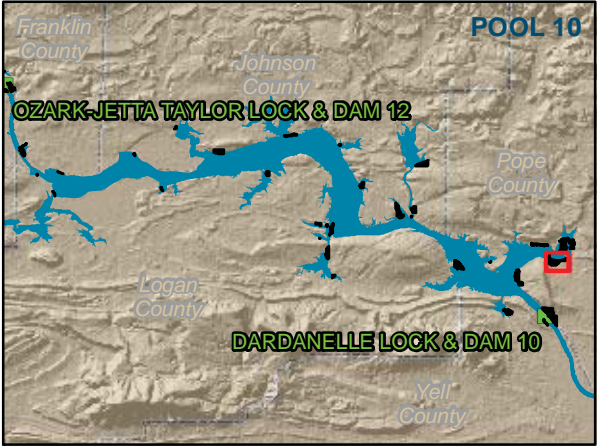 Franklin
County
POOL 10
Johnson
County
OZARK-JETTA TAYLOR LOCK & DAM 12
Pope
County
Logan
County
DARDANELLE LOCK & DAM 10
Yell
County